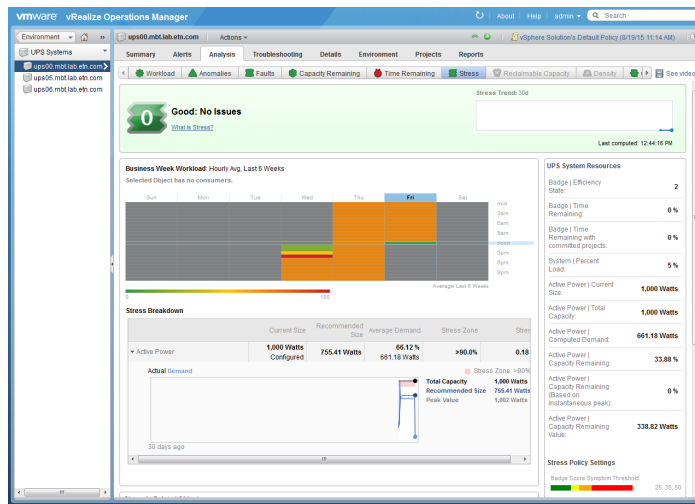 vmware® vRealize Operations Manager
About Help admin Search
Environment
ups00.mbt.lab.etn.com Actions
vSphere Solution's Default Policy (8/19/15 11:14 AM)
UPS Systems
ups00.mbt.lab.etn.com
ups05.mbt.lab.etn.com
ups06.mbt.lab.etn.com
Summary Alerts Analysis Troubleshooting Details Environment Projects Reports
Workload Anomalies Faults Capacity Remaining Time Remaining Stress Reclaimable Capacity Density See video
0
Good: No Issues
What is Stress?
Stress Trend: 30d
Last computed: 12:44:16 PM
Business Week Workload: Hourly Avg, Last 6 Weeks
Selected Object has no consumers.
Sun Mon Tue Wed Thu Fri Sat
mid
3am
6am
9am
noon
3pm
6pm
9pm
0 100
Average Last 6 Weeks
Stress Breakdown
Current Size Recommended Size Average Demand Stress Zone Stres
Active Power 1,000 Watts Configured 755.41 Watts 66.12 % 661.18 Watts >90.0% 0.18
Actual Demand
Stress Zone: >90%
Total Capacity 1,000 Watts
Recommended Size 755.41 Watts
Peak Value 1,002 Watts
30 days ago
UPS System Resources
Badge | Efficiency State: 2
Badge | Time Remaining: 0 %
Badge | Time Remaining with committed projects: 0 %
System | Percent Load: 5 %
Active Power | Current Size: 1,000 Watts
Active Power | Total Capacity: 1,000 Watts
Active Power | Computed Demand: 661.18 Watts
Active Power | Capacity Remaining: 33.88 %
Active Power | Capacity Remaining (Based on instantaneous peak): 0 %
Active Power | Capacity Remaining Value: 338.82 Watts
Stress Policy Settings
Badge Score Symptom Threshold:
25, 35, 50